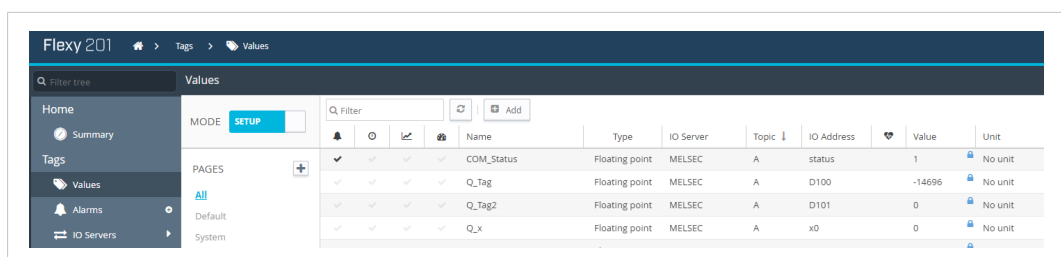 Flexy 201 > Tags > Values
Filter tree
Values
Home
Summary
Tags
Values
Alarms
IO Servers
MODE SETUP
PAGES
All
Default
System
Filter Add
Name Type IO Server Topic ↓ IO Address Value Unit
COM_Status Floating point MELSEC A status 1 No unit
Q_Tag Floating point MELSEC A D100 -14696 No unit
Q_Tag2 Floating point MELSEC A D101 0 No unit
Q_x Floating point MELSEC A x0 0 No unit